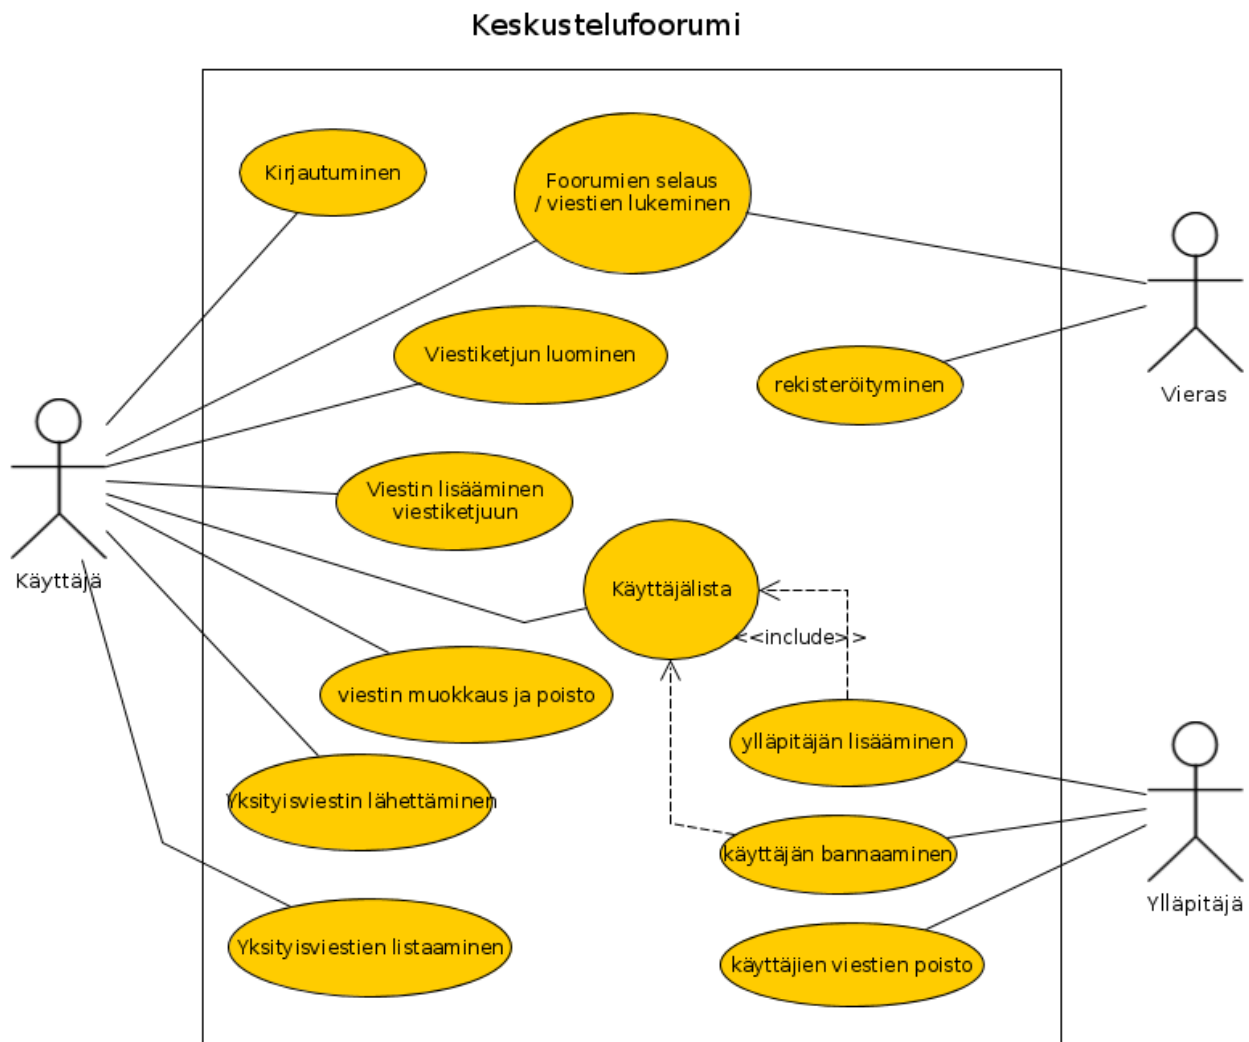 Keskustelufoorumi
Kirjautuminen
Foorumien selaus
/ viestien lukeminen
Viestiketjun luominen
rekisteröityminen
Vieras
Viestin lisääminen
viestiketjuun
Käyttäjä
Käyttäjälista
<<include>>
viestin muokkaus ja poisto
ylläpitäjän lisääminen
Yksityisviestin lähettäminen
käyttäjän bannaaminen
Ylläpitäjä
Yksityisviestien listaaminen
käyttäjien viestien poisto